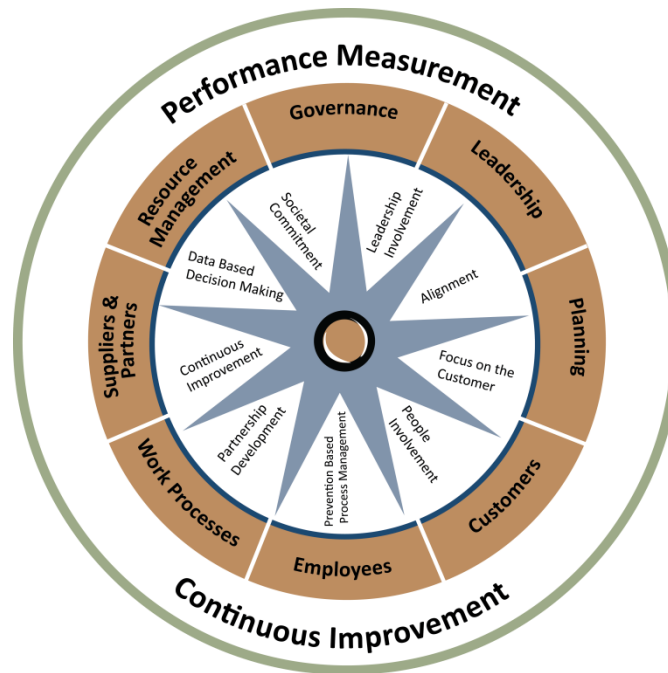 Performance Measurement
Governance
Leadership
Planning
Customers
Employees
Work Processes
Suppliers &
Partners
Resource
Management
Leadership
Involvement
Alignment
Focus on the
Customer
People
Involvement
Prevention Based
Process Management
Partnership
Development
Continuous
Improvement
Data Based
Decision Making
Societal
Commitment
Continuous Improvement